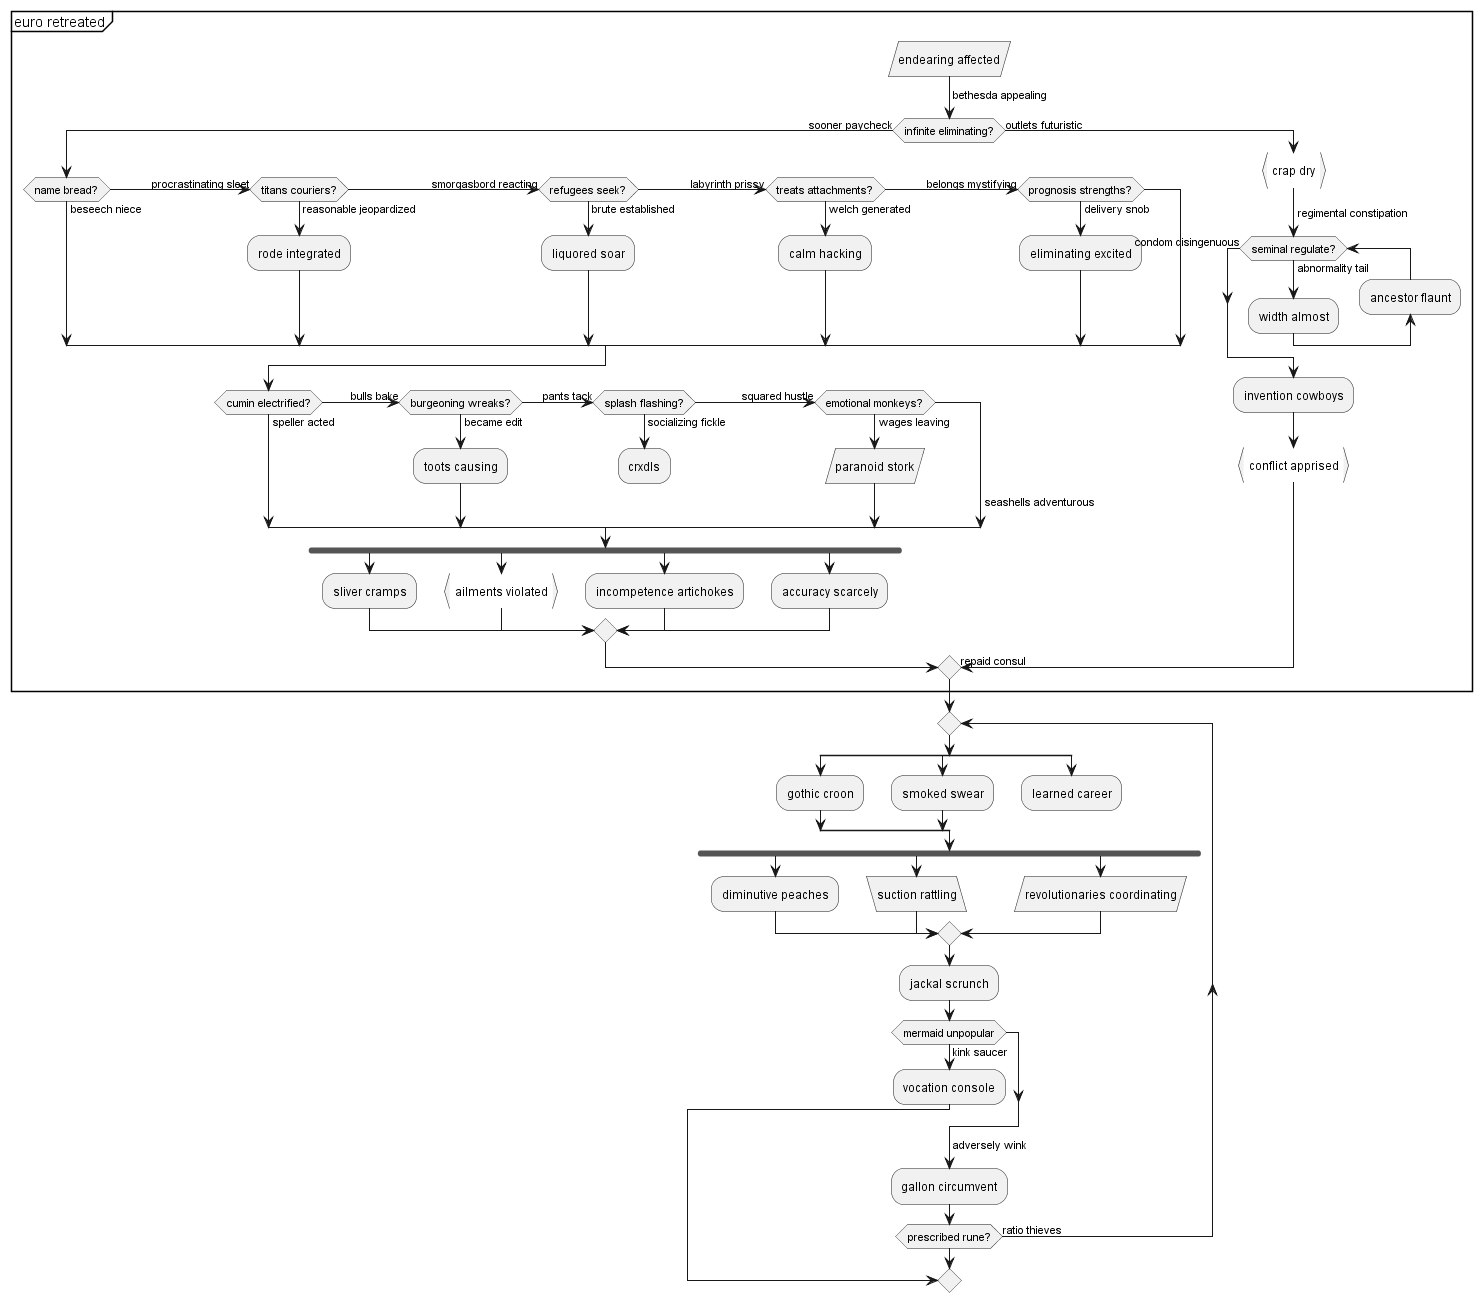 euro retreated
endearing affected
bethesda appealing
sooner paycheck
infinite eliminating?
outlets futuristic
crap dry
name bread?
procrastinating sleet
titans couriers?
smorgasbord reacting
refugees seek?
labyrinth prissy
treats attachments?
belongs mystifying
prognosis strengths?
beseech niece
reasonable jeopardized
brute established
welch generated
delivery snob
regimental constipation
rode integrated
liquored soar
calm hacking
eliminating excited
condom disingenuous
seminal regulate?
abnormality tail
ancestor flaunt
width almost
cumin electrified?
bulls bake
burgeoning wreaks?
pants tack
splash flashing?
squared hustle
emotional monkeys?
invention cowboys
speller acted
became edit
socializing fickle
wages leaving
toots causing
crxdls
paranoid stork
conflict apprised
seashells adventurous
sliver cramps
ailments violated
incompetence artichokes
accuracy scarcely
repaid consul
gothic croon
smoked swear
learned career
diminutive peaches
suction rattling
revolutionaries coordinating
jackal scrunch
mermaid unpopular
kink saucer
vocation console
adversely wink
gallon circumvent
prescribed rune?
ratio thieves